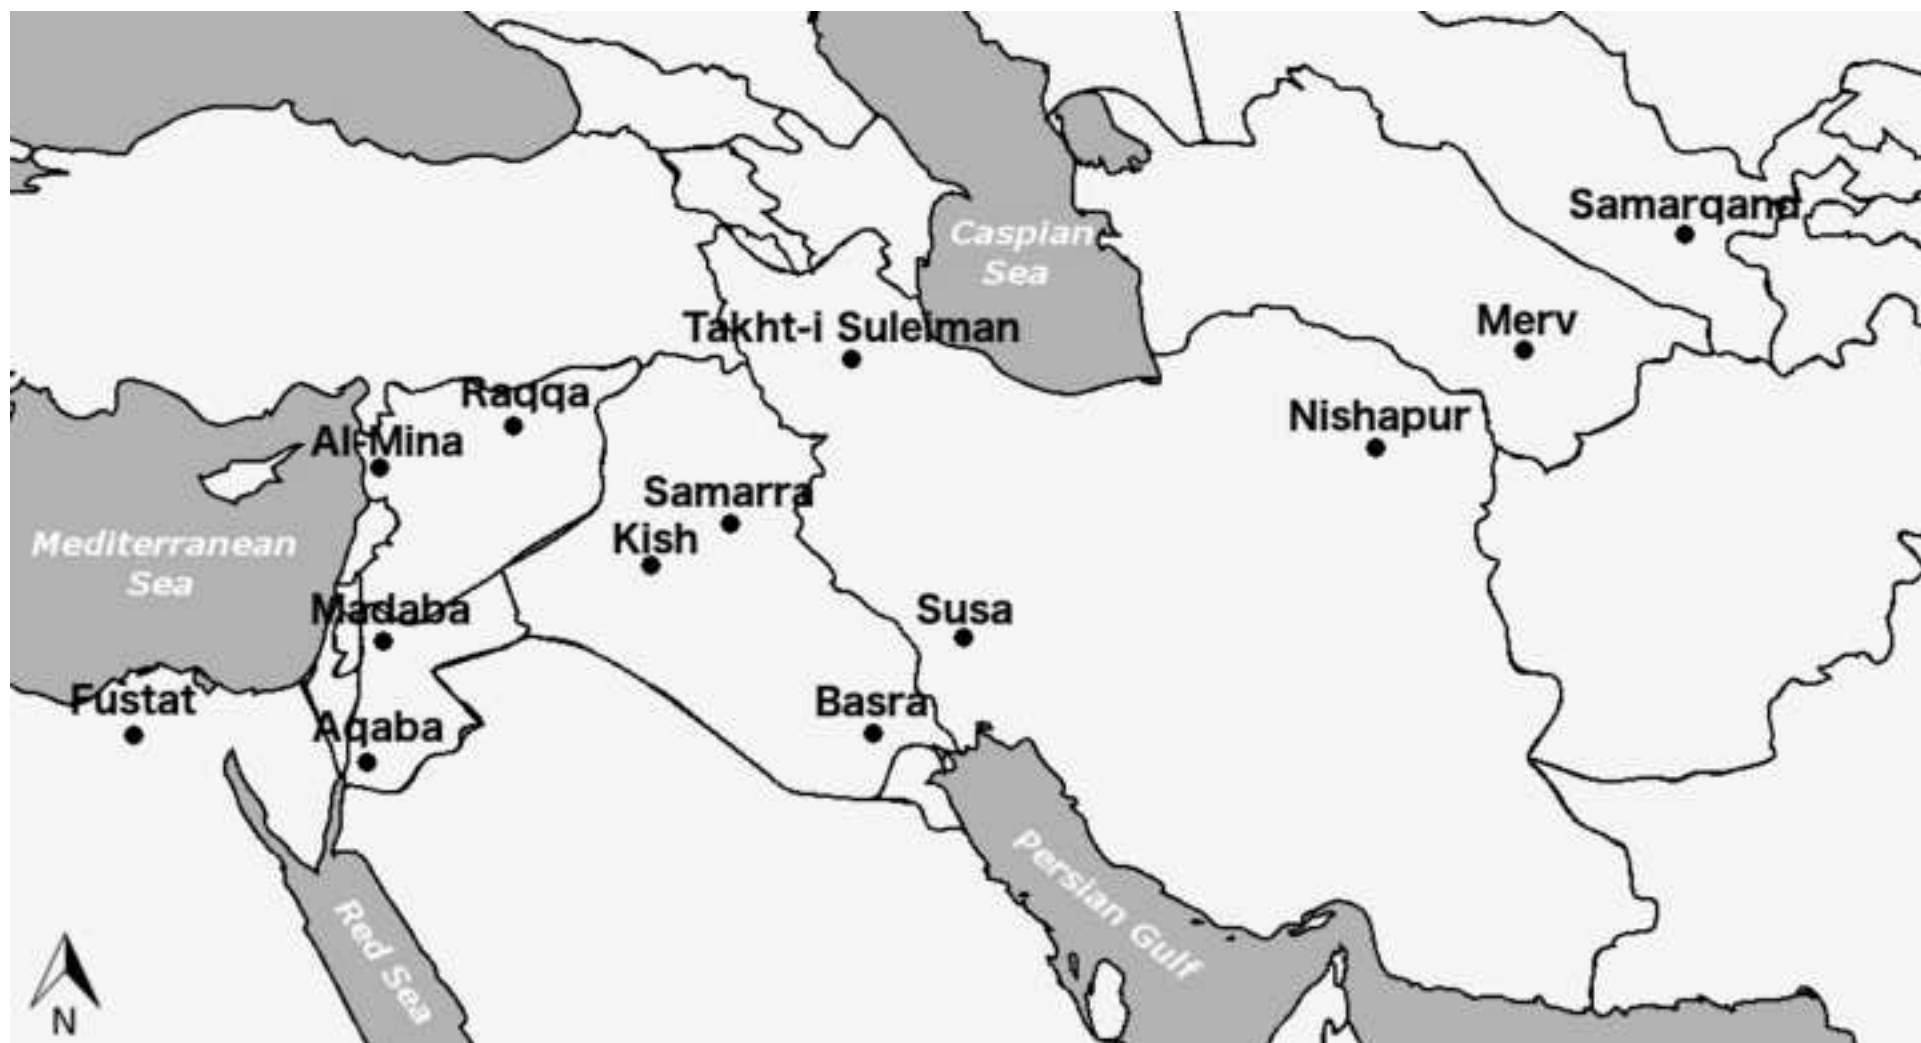 Samarqand
Caspian
Sea
Takht-i Suleiman
Merv
Raqqa
Nishapur
Al-Mina
Samarra
Kish
Mediterranean
Sea
Madaba
Susa
Fustat
Basra
Aqaba
Persian Gulf
Red Sea
N